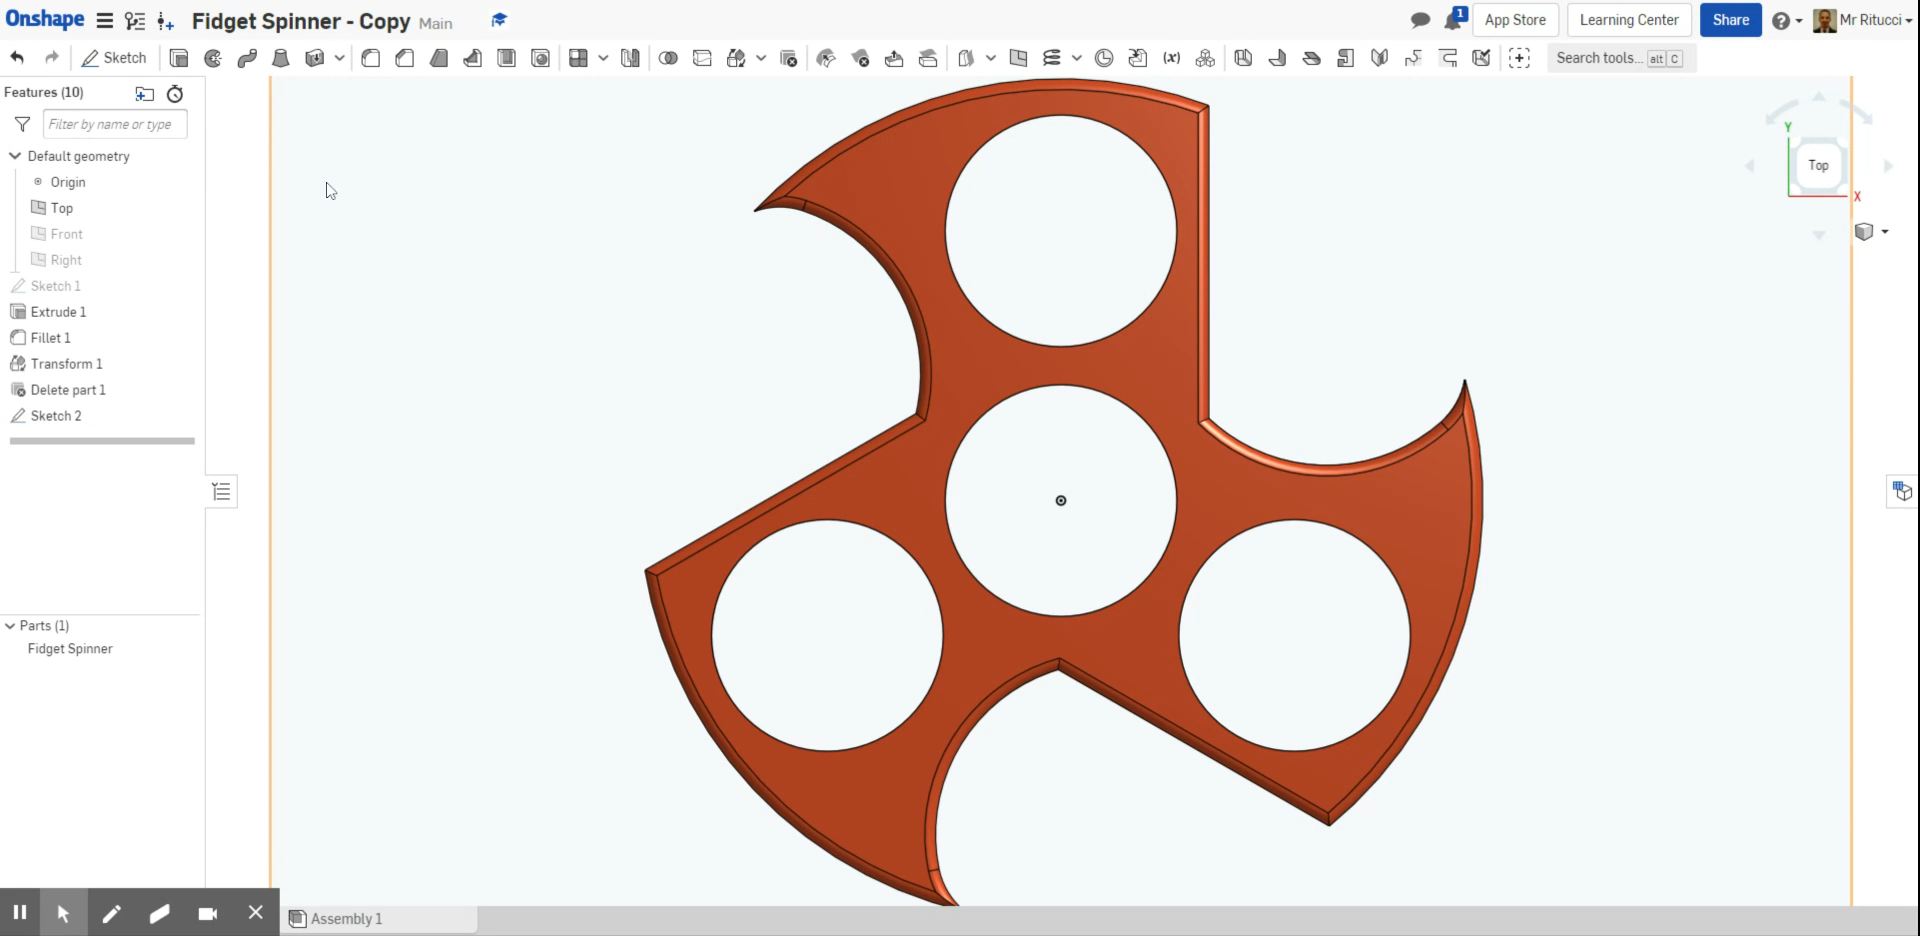 Onshape Fidget Spinner - Copy Main 1 App Store Learning Center Share Mr Ritucci
Sketch (x) Search tools... alt C
Features (10)
Filter by name or type
Default geometry
Origin
Top
Front
Right
Sketch 1
Extrude 1
Fillet 1
Transform 1
Delete part 1
Sketch 2
Parts (1)
Fidget Spinner
Y
Top
X
Assembly 1